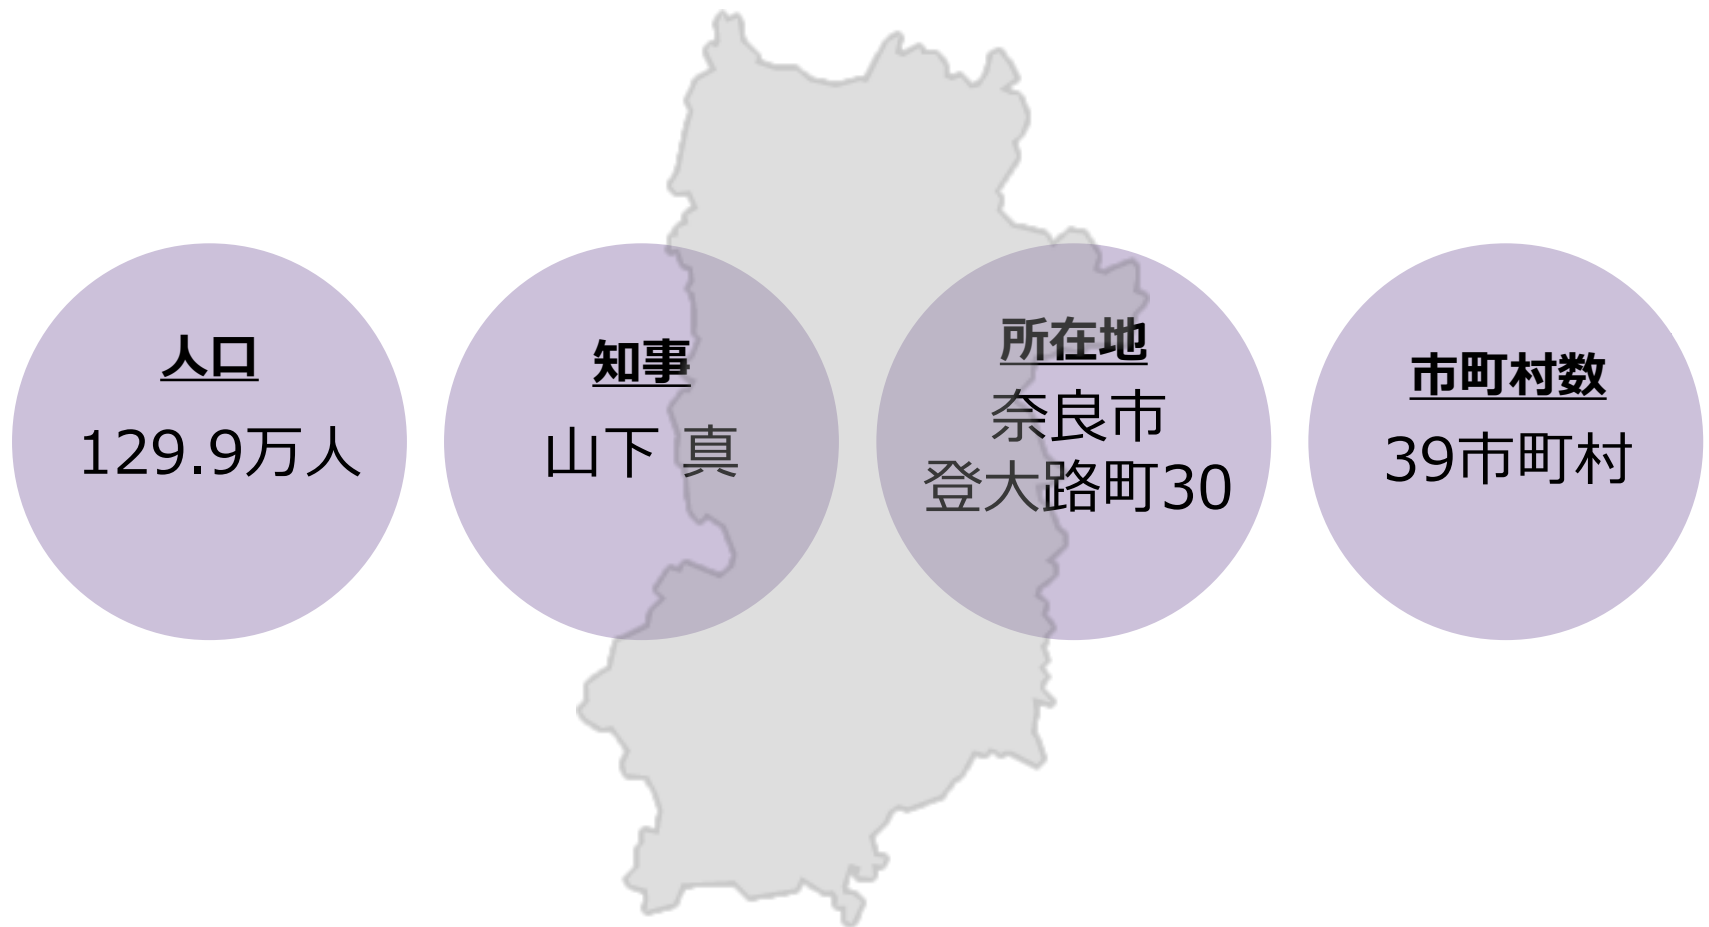 人口
129.9万人
知事
山下 真
所在地
奈良市
登大路町30
市町村数
39市町村